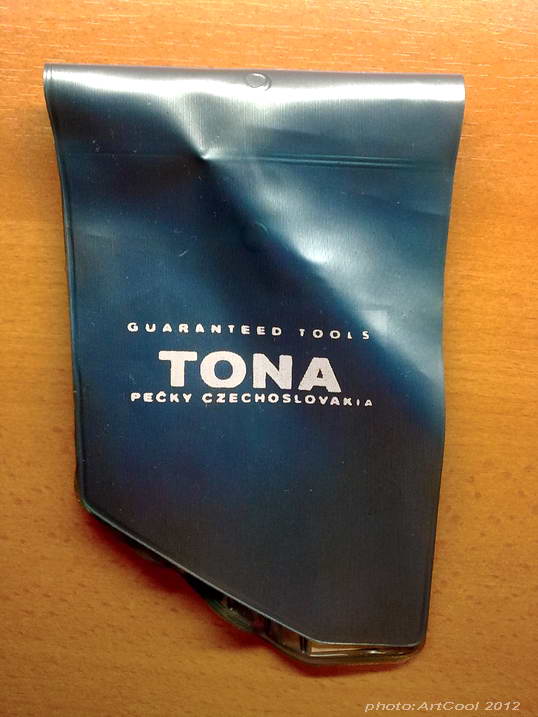 GUARANTEED TOOLS
TONA
PEČKY CZECHOSLOVAKIA
photo: ArtCool 2012